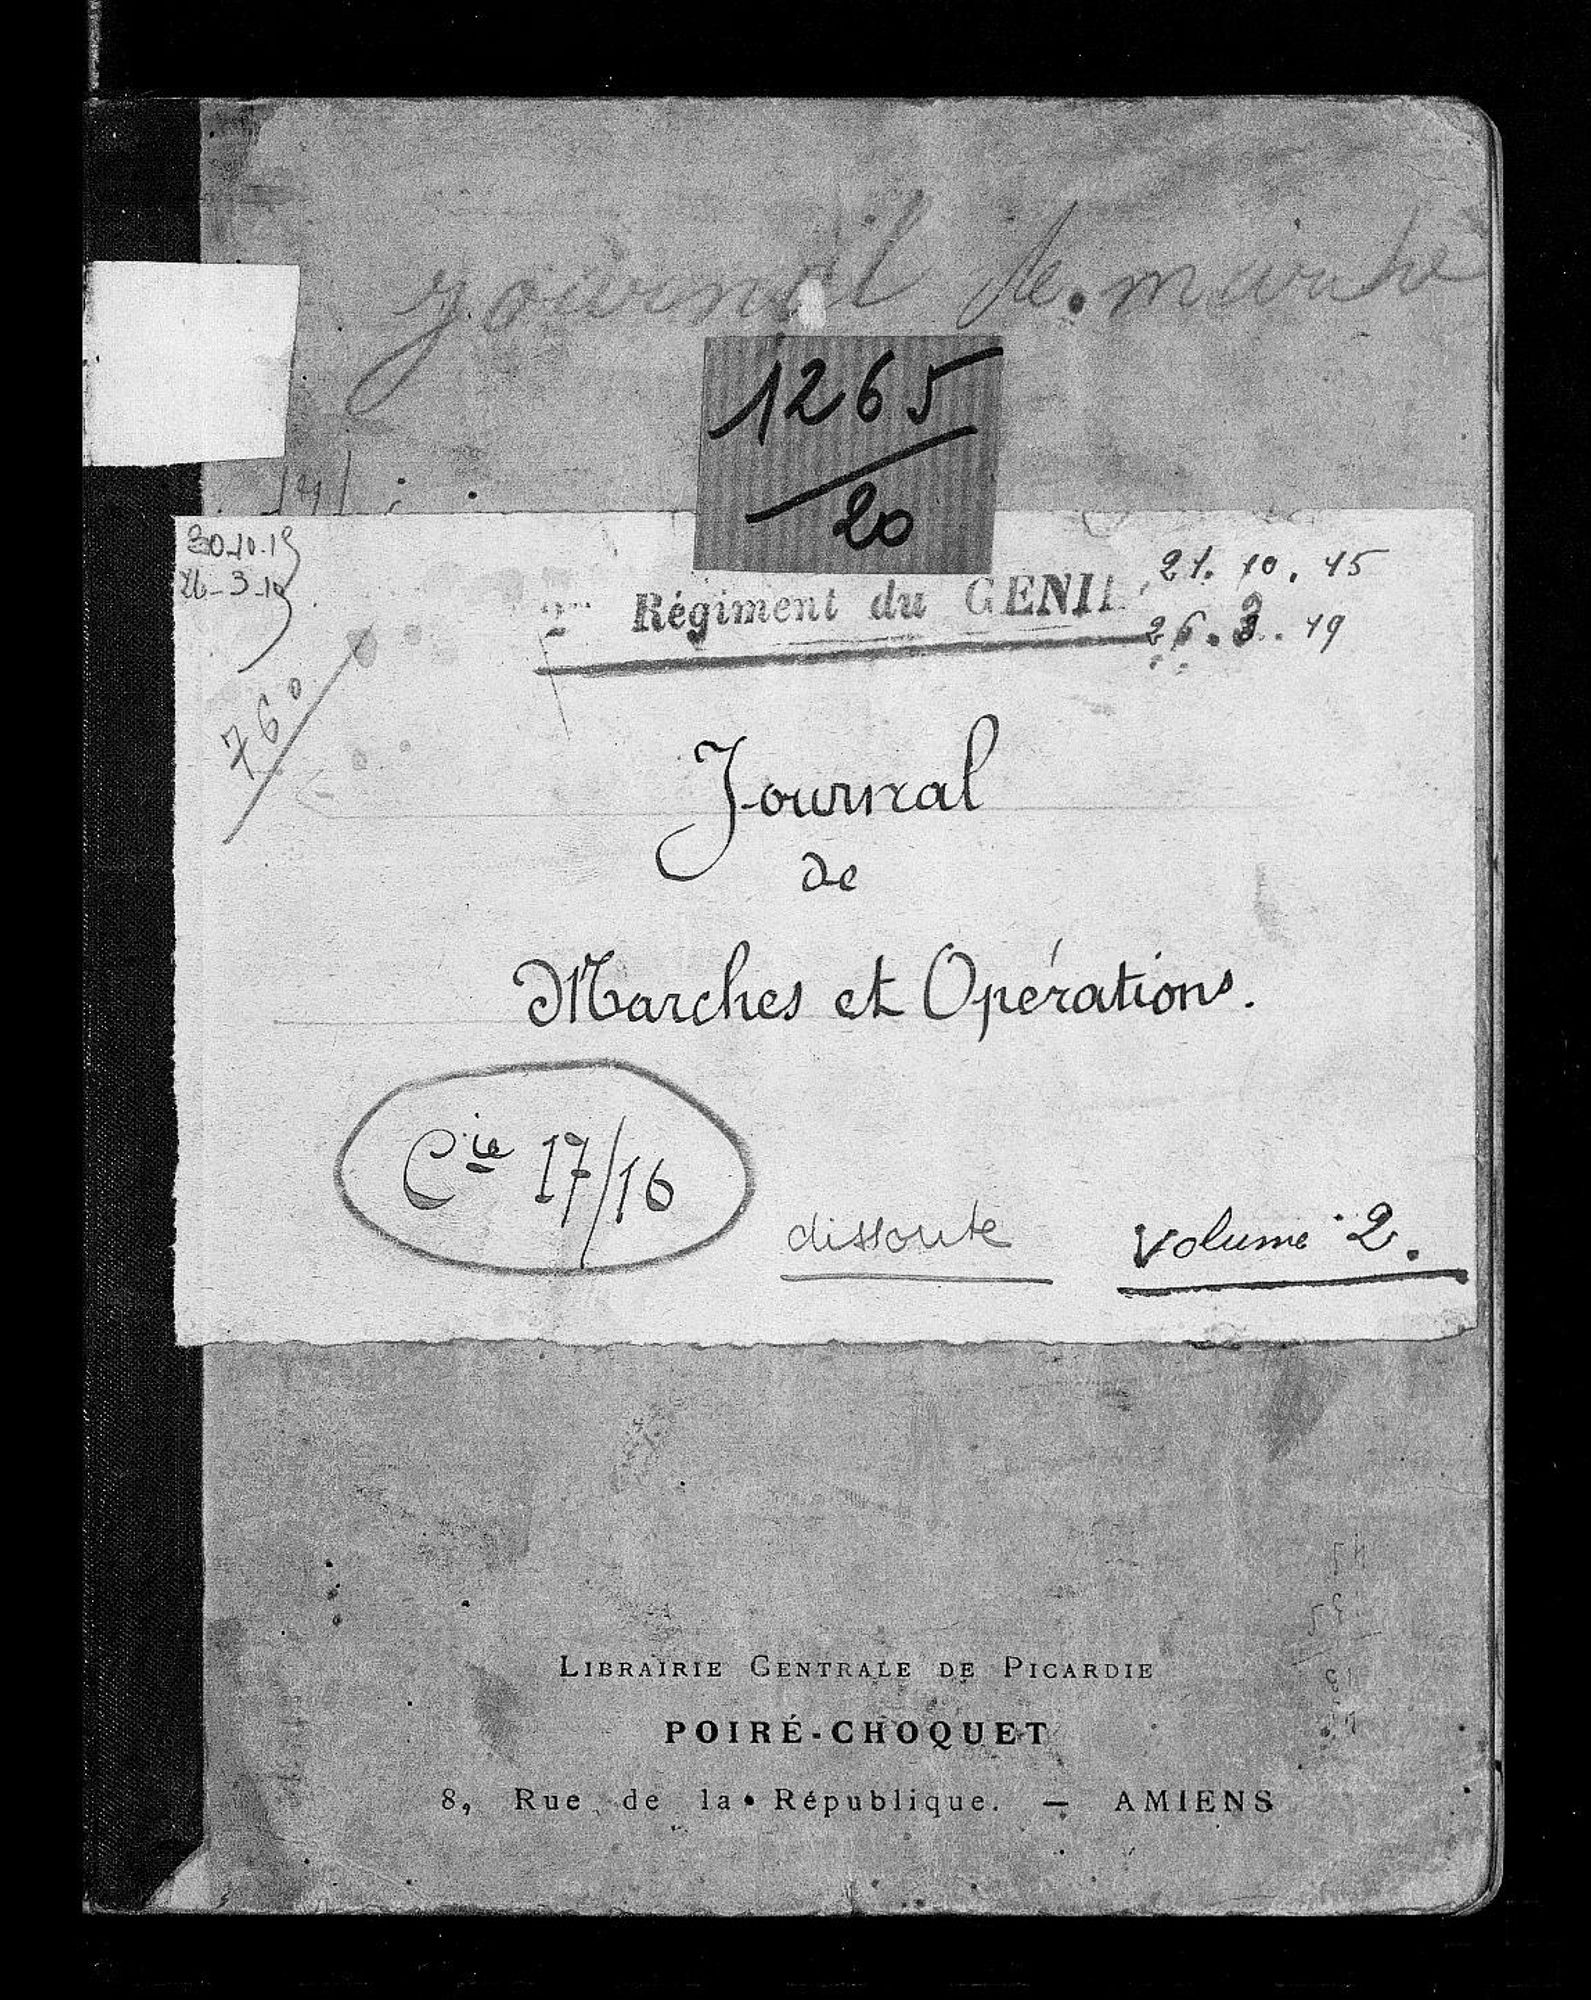 Journal de marche
1265
20
30.10.15
26-3-19
21.10.15
26.3.19
2me Régiment du GENIE
760
Journal
de
Marches et Opérations.
Cie 17/16
dissoute
Volume 2.
LIBRAIRIE CENTRALE DE PICARDIE
POIRÉ-CHOQUET
8, Rue de la République. — AMIENS